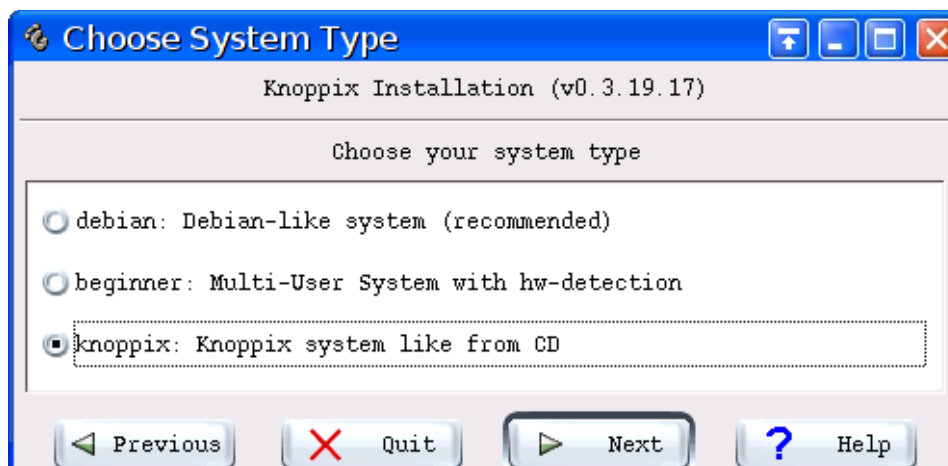 Choose System Type
Knoppix Installation (v0.3.19.17)
Choose your system type
debian: Debian-like system (recommended)
beginner: Multi-User System with hw-detection
knoppix: Knoppix system like from CD
Previous Quit Next ? Help